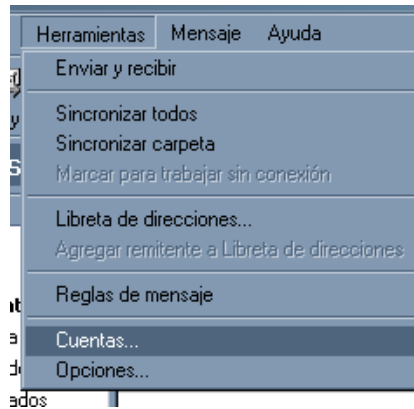 Herramientas Mensaje Ayuda
Enviar y recibir
Sincronizar todos
Sincronizar carpeta
Marcar para trabajar sin conexión
Libreta de direcciones...
Agregar remitente a Libreta de direcciones
Reglas de mensaje
Cuentas...
Opciones...